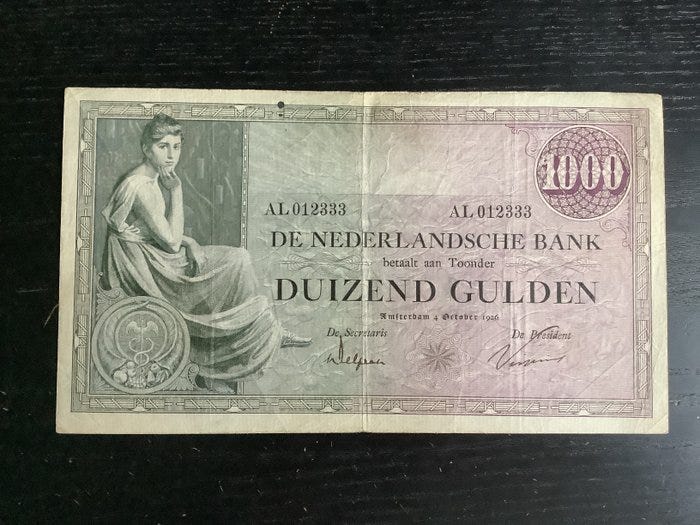 1000
AL 012333 AL 012333
DE NEDERLANDSCHE BANK
betaalt aan Toonder
DUIZEND GULDEN
Amsterdam 4 October 1926
De Secretaris De President